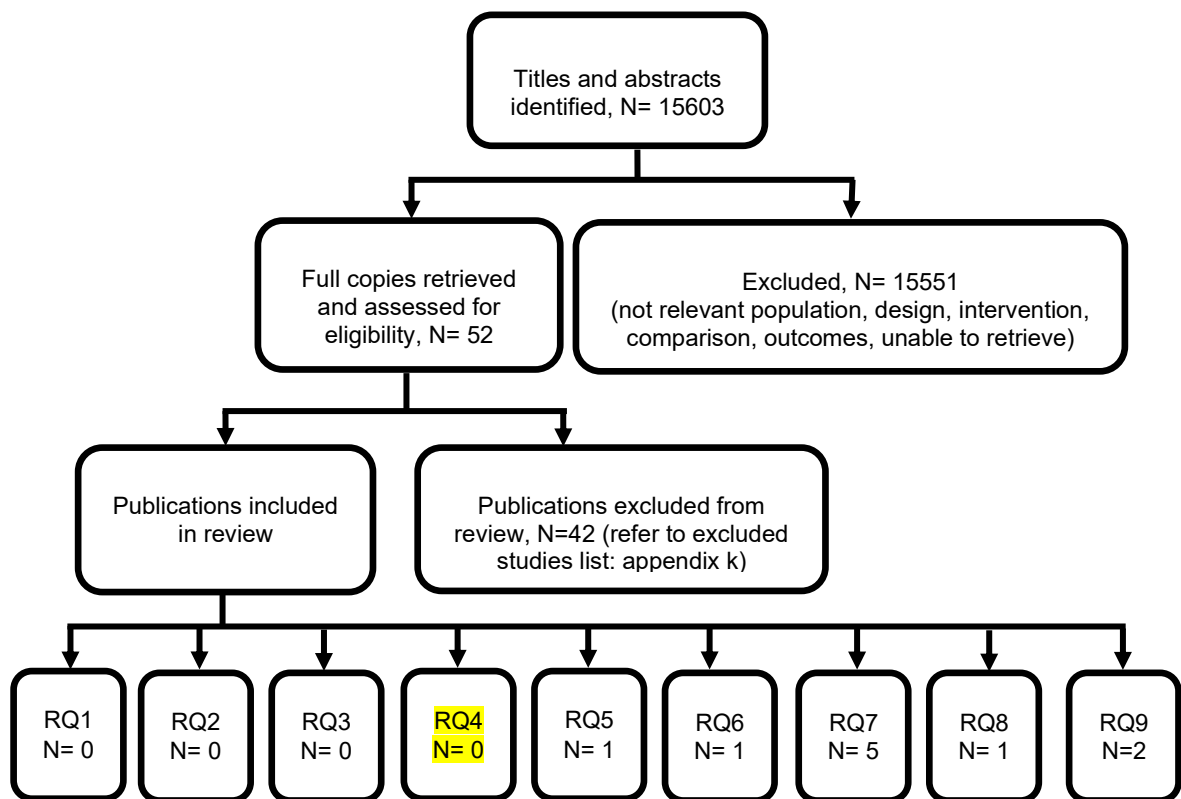 Titles and abstracts
identified, N= 15603
Full copies retrieved
and assessed for
eligibility, N= 52
Excluded, N= 15551
(not relevant population, design, intervention,
comparison, outcomes, unable to retrieve)
Publications included
in review
Publications excluded from
review, N=42 (refer to excluded
studies list: appendix k)
RQ1
N= 0
RQ2
N= 0
RQ3
N= 0
RQ4
N= 0
RQ5
N= 1
RQ6
N= 1
RQ7
N= 5
RQ8
N= 1
RQ9
N=2